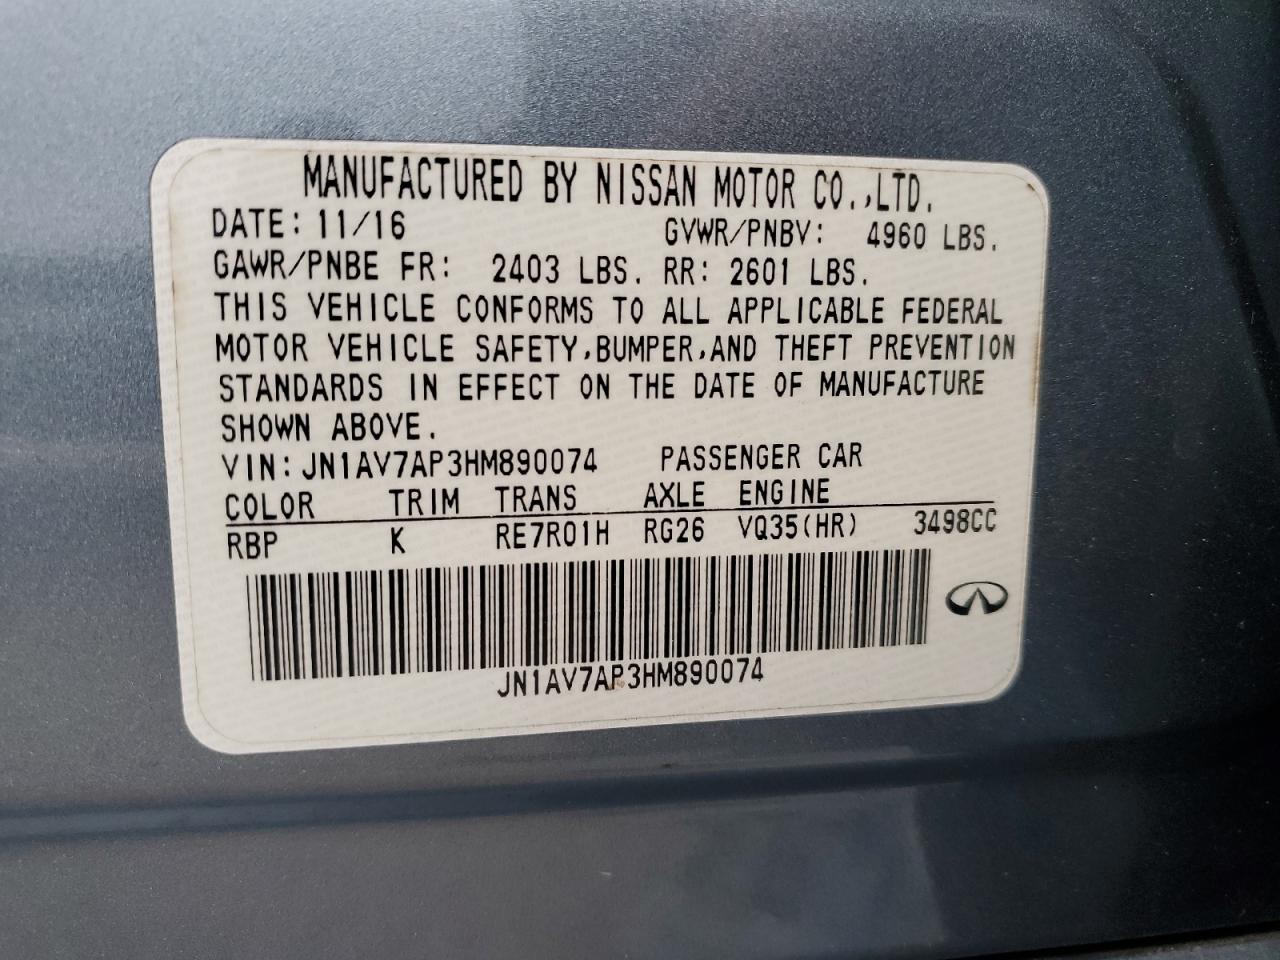 MANUFACTURED BY NISSAN MOTOR CO.,LTD.
DATE: 11/16 GVWR/PNBV: 4960 LBS.
GAWR/PNBE FR: 2403 LBS. RR: 2601 LBS.
THIS VEHICLE CONFORMS TO ALL APPLICABLE FEDERAL
MOTOR VEHICLE SAFETY,BUMPER,AND THEFT PREVENTION
STANDARDS IN EFFECT ON THE DATE OF MANUFACTURE
SHOWN ABOVE.
VIN: JN1AV7AP3HM890074 PASSENGER CAR
COLOR TRIM TRANS AXLE ENGINE
RBP K RE7R01H RG26 VQ35(HR) 3498CC
JN1AV7AP3HM890074